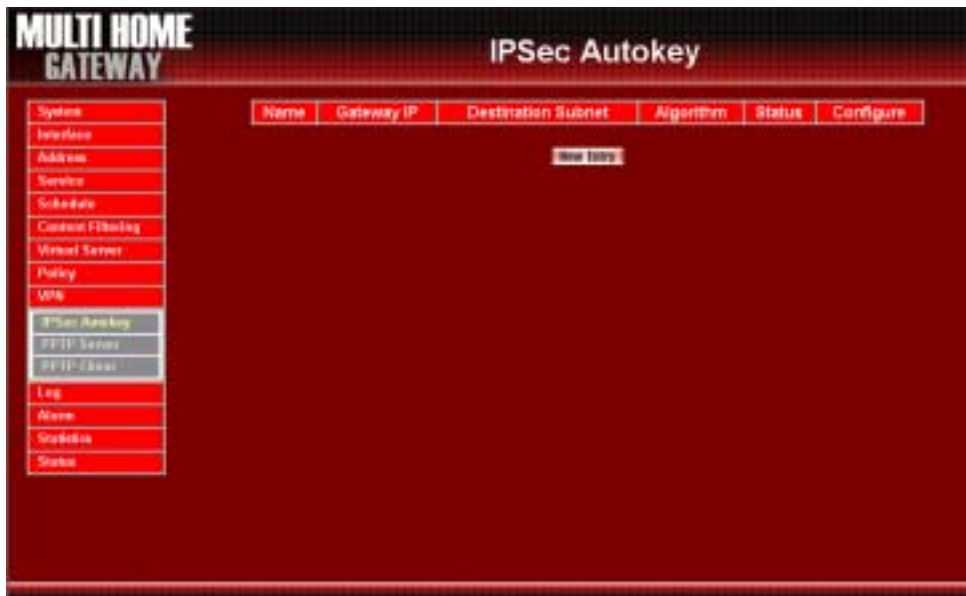 MULTI HOME
GATEWAY
IPSec Autokey
System
Interface
Address
Service
Schedule
Content Filtering
Virtual Server
Policy
VPN
IPSec Autokey
PPTP Server
PPTP Client
Log
Alarm
Statistics
Status
Name Gateway IP Destination Subnet Algorithm Status Configure
New Entry